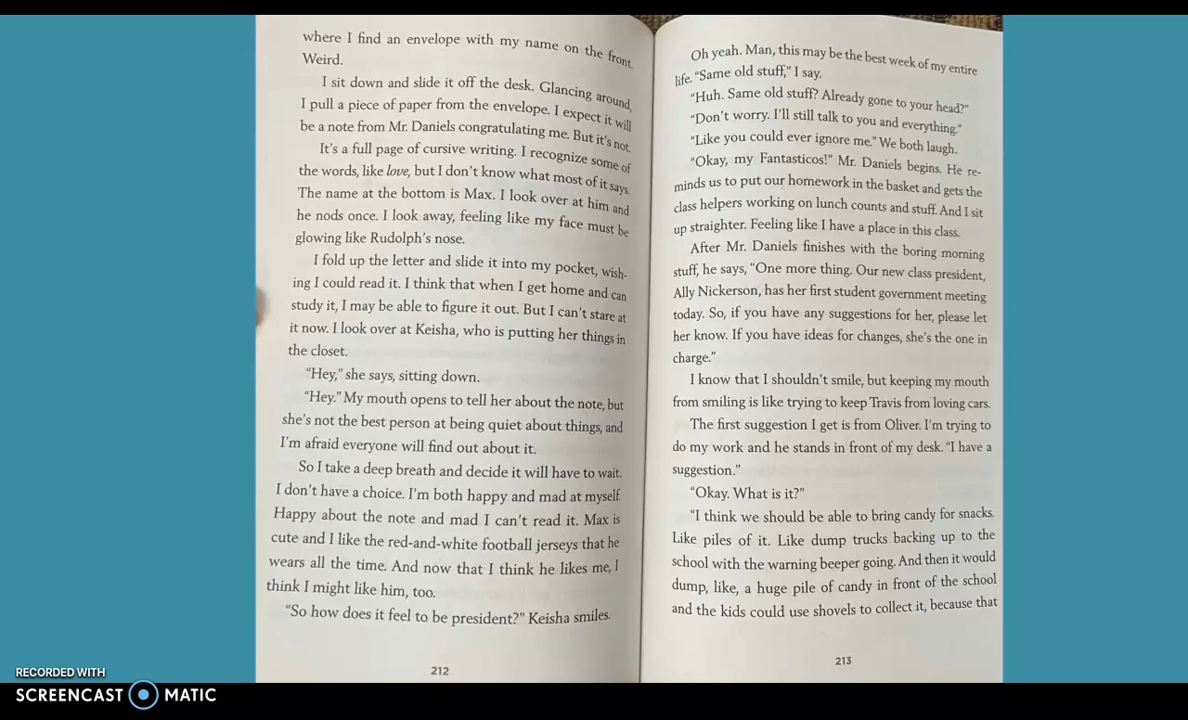 where I find an envelope with my name on the front.
Weird.
I sit down and slide it off the desk. Glancing around,
I pull a piece of paper from the envelope. I expect it will
be a note from Mr. Daniels congratulating me. But it's not.
It's a full page of cursive writing. I recognize some of
the words, like love, but I don't know what most of it says.
The name at the bottom is Max. I look over at him and
he nods once. I look away, feeling like my face must be
glowing like Rudolph's nose.
I fold up the letter and slide it into my pocket, wish-
ing I could read it. I think that when I get home and can
study it, I may be able to figure it out. But I can't stare at
it now. I look over at Keisha, who is putting her things in
the closet.
"Hey," she says, sitting down.
"Hey." My mouth opens to tell her about the note, but
she's not the best person at being quiet about things, and
I'm afraid everyone will find out about it.
So I take a deep breath and decide it will have to wait.
I don't have a choice. I'm both happy and mad at myself.
Happy about the note and mad I can't read it. Max is
cute and I like the red-and-white football jerseys that he
wears all the time. And now that I think he likes me, I
think I might like him, too.
"So how does it feel to be president?" Keisha smiles.
212
Oh yeah. Man, this may be the best week of my entire
life. "Same old stuff," I say.
"Huh. Same old stuff? Already gone to your head?"
"Don't worry. I'll still talk to you and everything."
"Like you could ever ignore me." We both laugh.
"Okay, my Fantasticos!" Mr. Daniels begins. He re-
minds us to put our homework in the basket and gets the
class helpers working on lunch counts and stuff. And I sit
up straighter. Feeling like I have a place in this class.
After Mr. Daniels finishes with the boring morning
stuff, he says, "One more thing. Our new class president,
Ally Nickerson, has her first student government meeting
today. So, if you have any suggestions for her, please let
her know. If you have ideas for changes, she's the one in
charge."
I know that I shouldn't smile, but keeping my mouth
from smiling is like trying to keep Travis from loving cars.
The first suggestion I get is from Oliver. I'm trying to
do my work and he stands in front of my desk. "I have a
suggestion."
"Okay. What is it?"
"I think we should be able to bring candy for snacks.
Like piles of it. Like dump trucks backing up to the
school with the warning beeper going. And then it would
dump, like, a huge pile of candy in front of the school
and the kids could use shovels to collect it, because that
213
RECORDED WITH
SCREENCAST MATIC